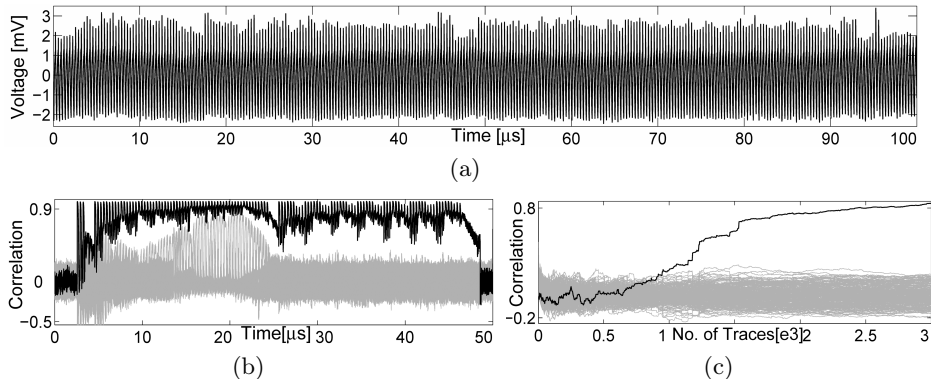 Voltage [mV]
3
2
1
0
−1
−2
0 10 20 30 40 Time [μs] 60 70 80 90 100
(a)
Correlation
0.9
0
−0.5
0 10 20 Time[μs] 30 40 50
(b)
Correlation
0.8
−0.2
0 0.5 1 No. of Traces[e3] 2 2.5 3
(c)